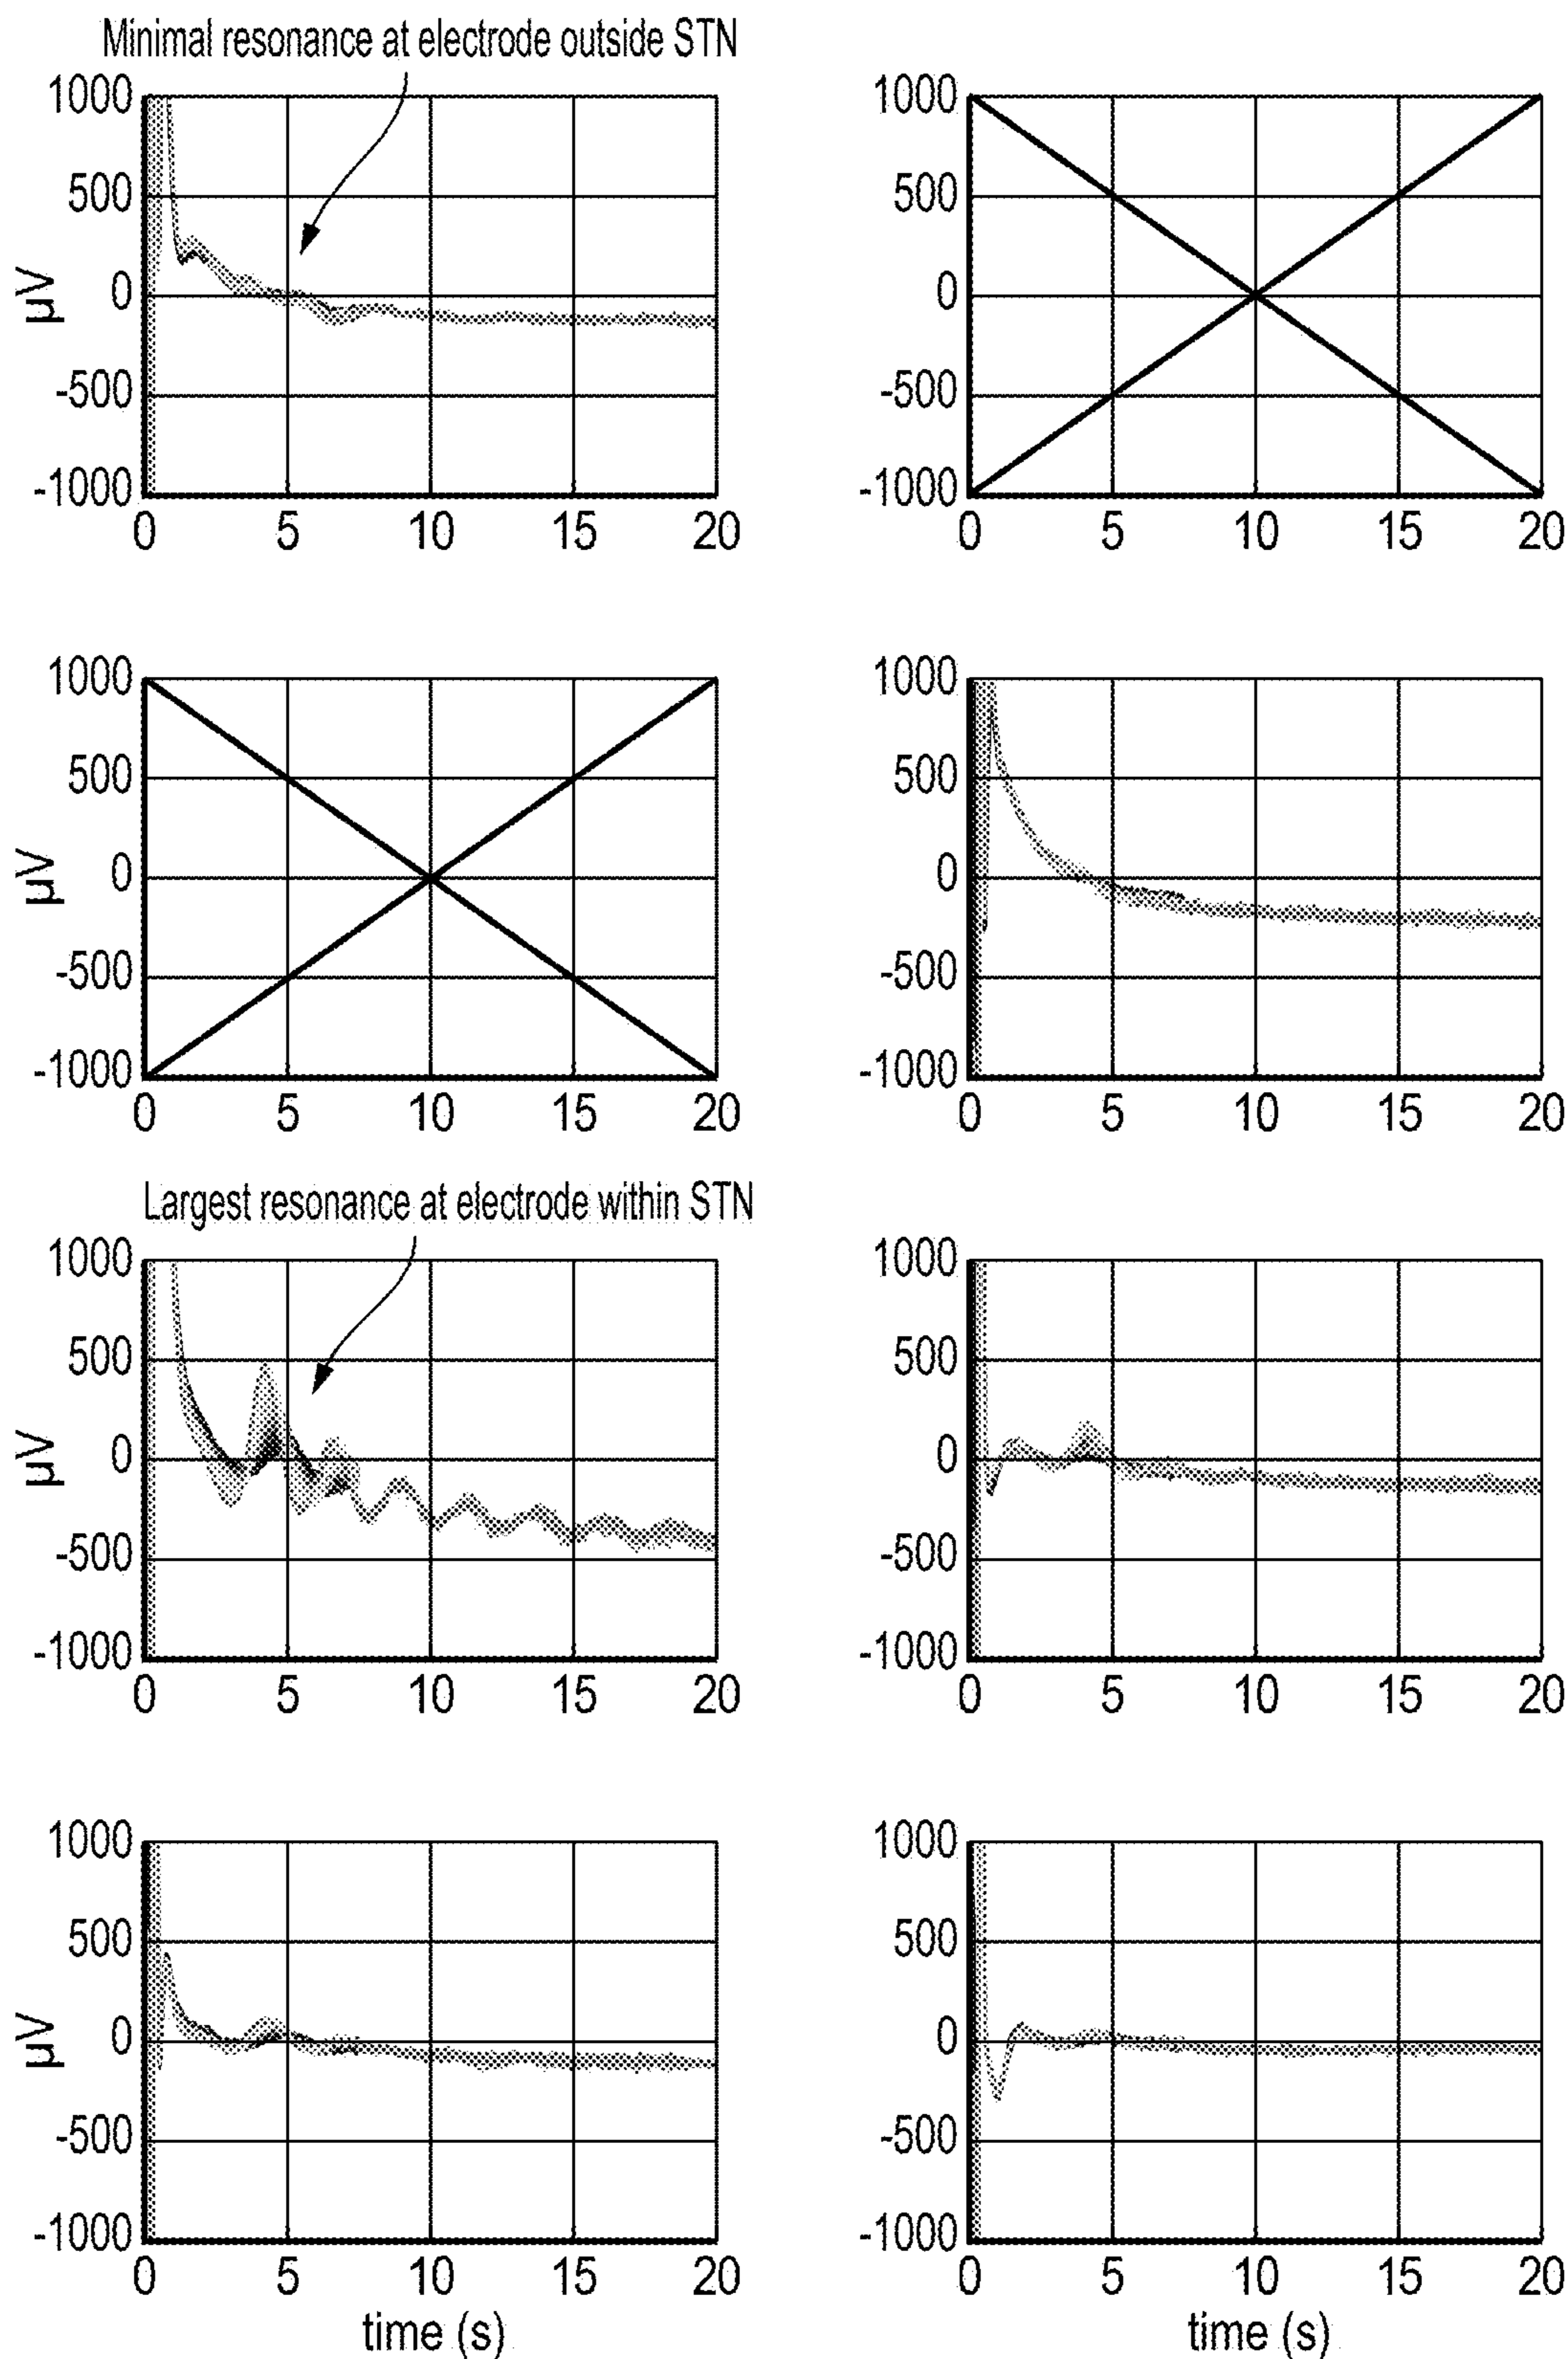 Minimal resonance at electrode outside STN
1000 1000
500 500
µV 0 0
-500 -500
-1000 -1000
0 5 10 15 20 0 5 10 15 20
1000 1000
500 500
µV 0 0
-500 -500
-1000 -1000
0 5 10 15 20 0 5 10 15 20
Largest resonance at electrode within STN
1000 1000
500 500
µV 0 0
-500 -500
-1000 -1000
0 5 10 15 20 0 5 10 15 20
1000 1000
500 500
µV 0 0
-500 -500
-1000 -1000
0 5 10 15 20 0 5 10 15 20
time (s) time (s)